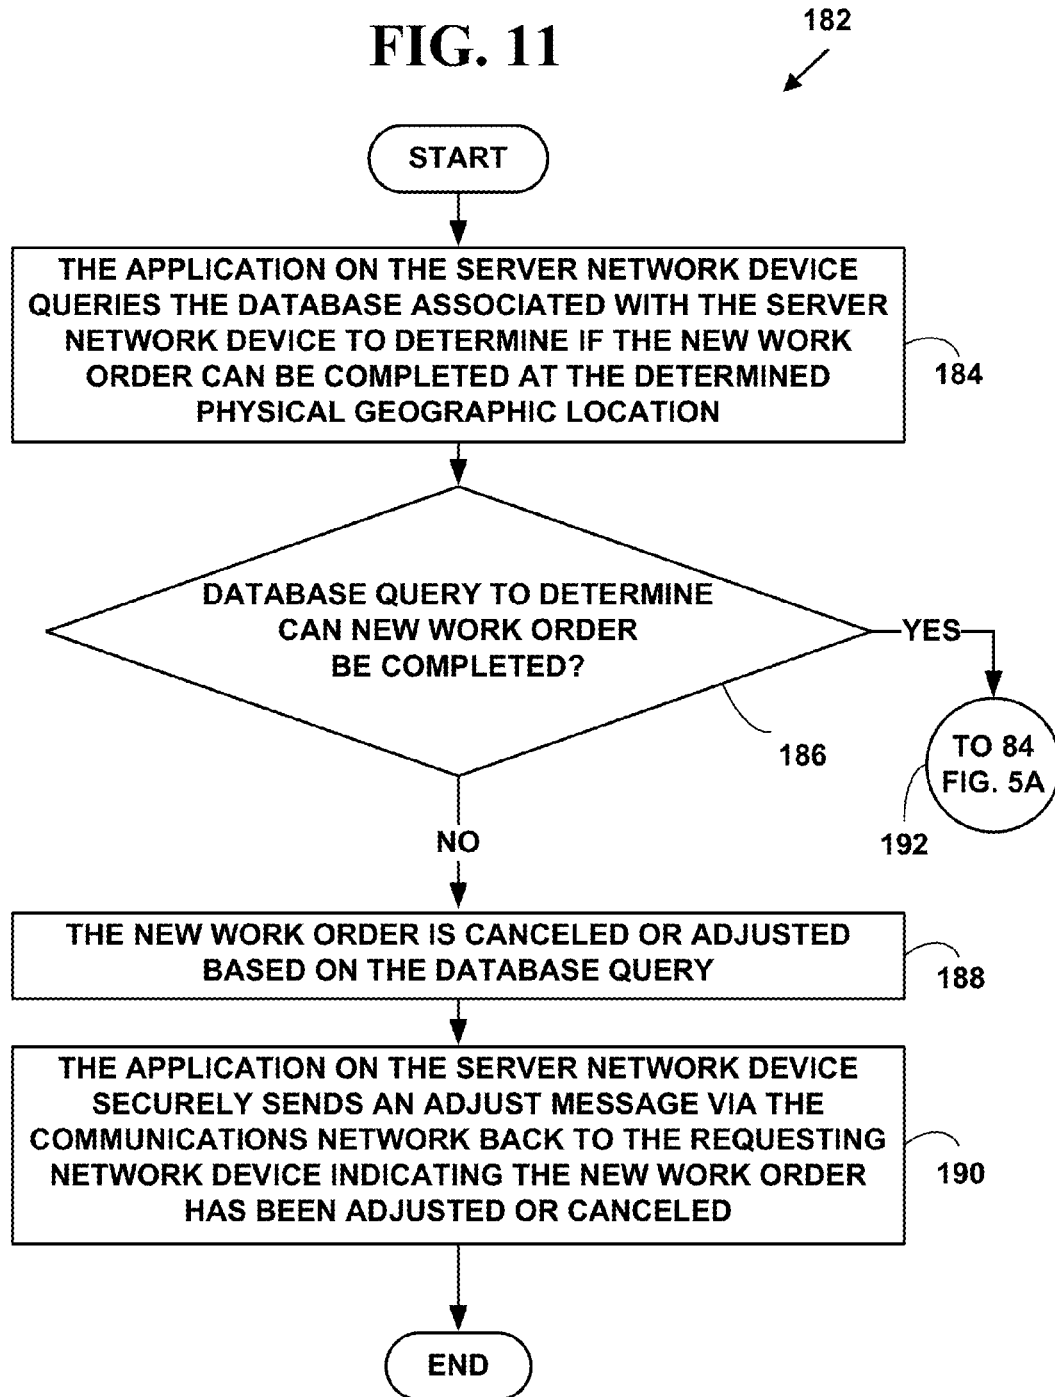 FIG. 11
182
START
THE APPLICATION ON THE SERVER NETWORK DEVICE
QUERIES THE DATABASE ASSOCIATED WITH THE SERVER
NETWORK DEVICE TO DETERMINE IF THE NEW WORK
ORDER CAN BE COMPLETED AT THE DETERMINED
PHYSICAL GEOGRAPHIC LOCATION
184
DATABASE QUERY TO DETERMINE
CAN NEW WORK ORDER
BE COMPLETED?
YES
186
TO 84
FIG. 5A
192
NO
THE NEW WORK ORDER IS CANCELED OR ADJUSTED
BASED ON THE DATABASE QUERY
188
THE APPLICATION ON THE SERVER NETWORK DEVICE
SECURELY SENDS AN ADJUST MESSAGE VIA THE
COMMUNICATIONS NETWORK BACK TO THE REQUESTING
NETWORK DEVICE INDICATING THE NEW WORK ORDER
HAS BEEN ADJUSTED OR CANCELED
190
END